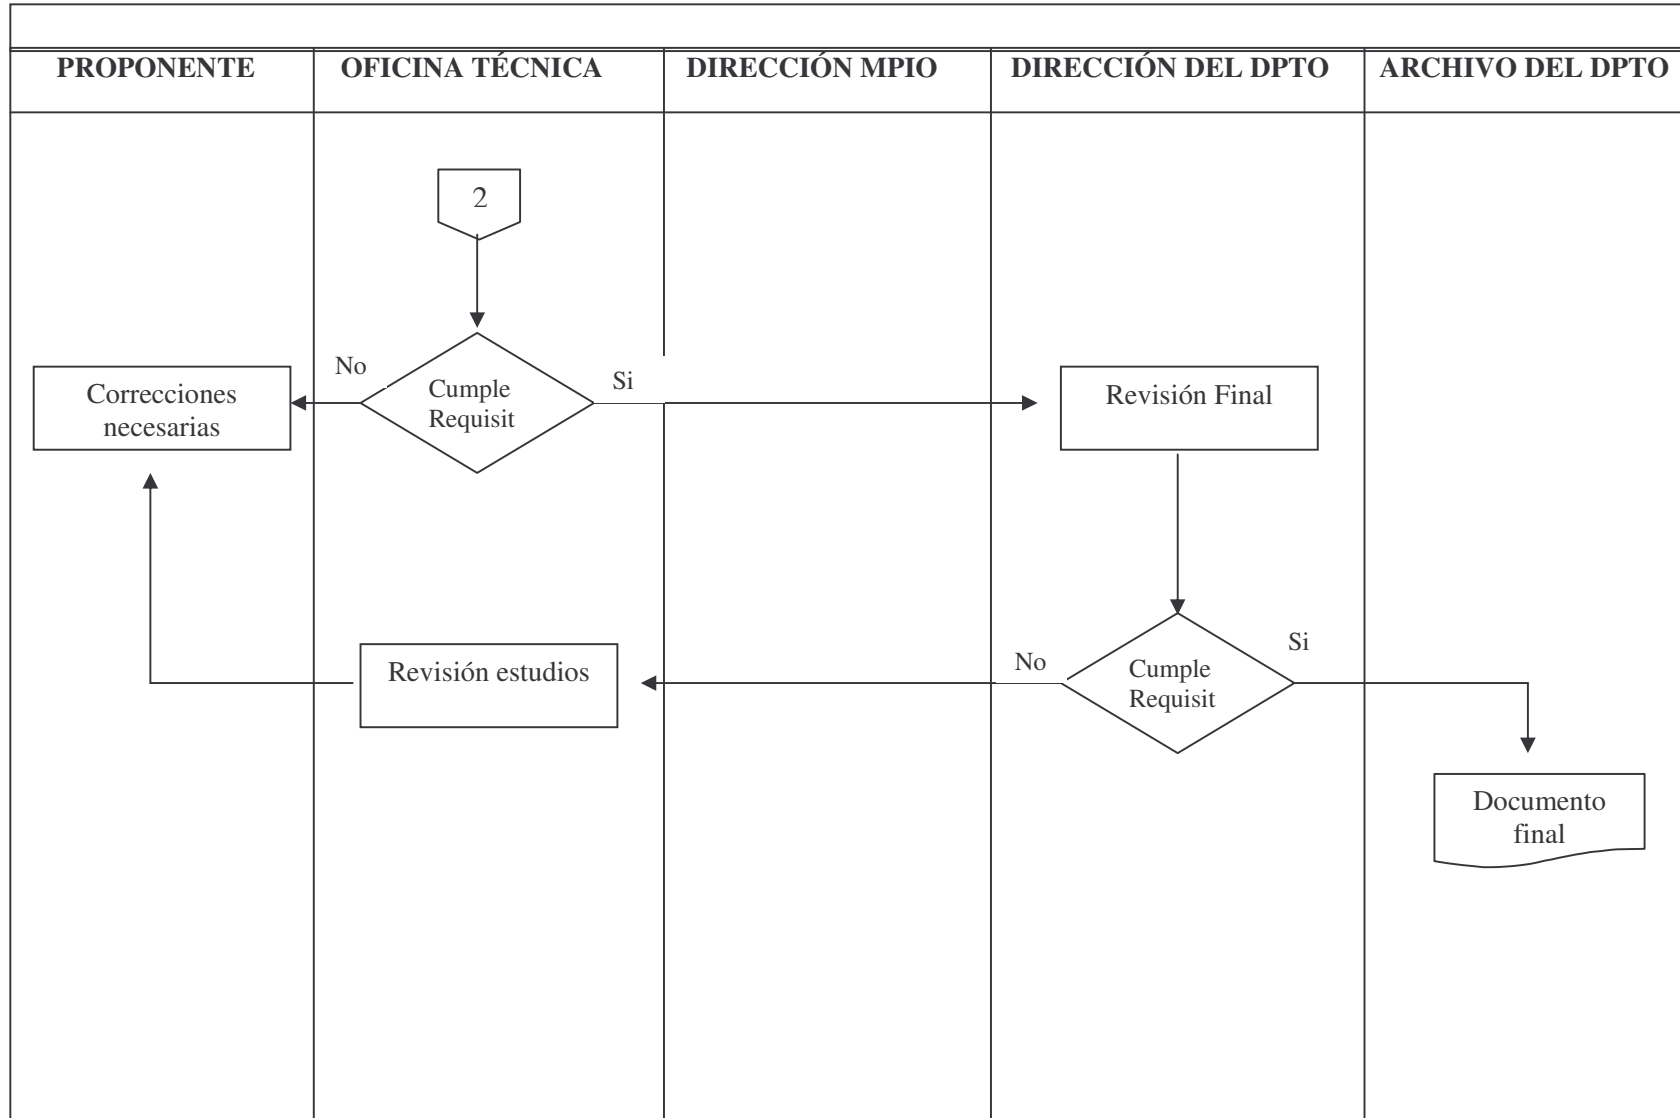 PROPONENTE
OFICINA TÉCNICA
DIRECCIÓN MPIO
DIRECCIÓN DEL DPTO
ARCHIVO DEL DPTO
2
No
Cumple
Requisit
Si
Correcciones
necesarias
Revisión Final
Revisión estudios
No
Cumple
Requisit
Si
Documento
final